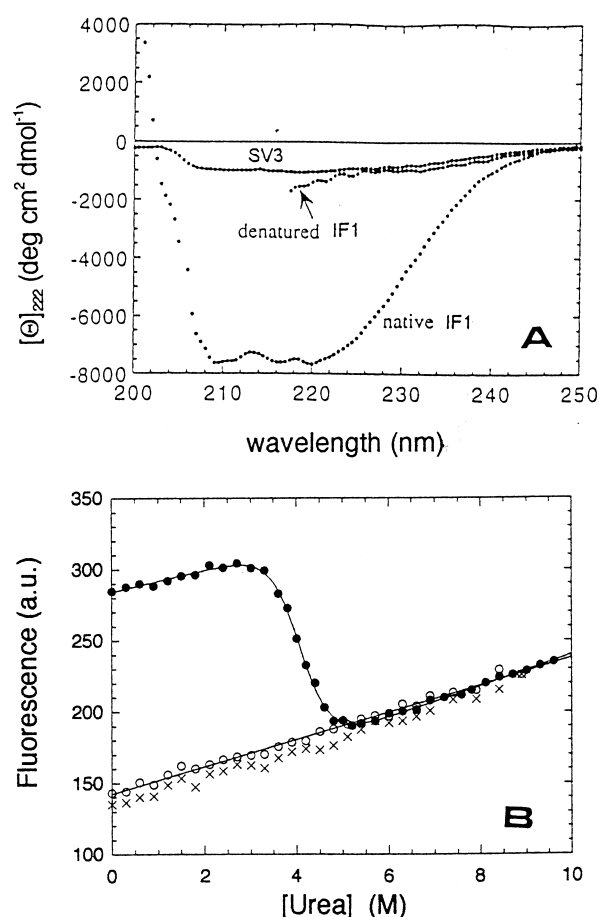 4000
2000
0
-2000
-4000
-6000
-8000
[Θ]222 (deg cm2 dmol-1)
SV3
denatured IF1
native IF1
A
200 210 220 230 240 250
wavelength (nm)
350
300
250
200
150
100
Fluorescence (a.u.)
B
0 2 4 6 8 10
[Urea] (M)